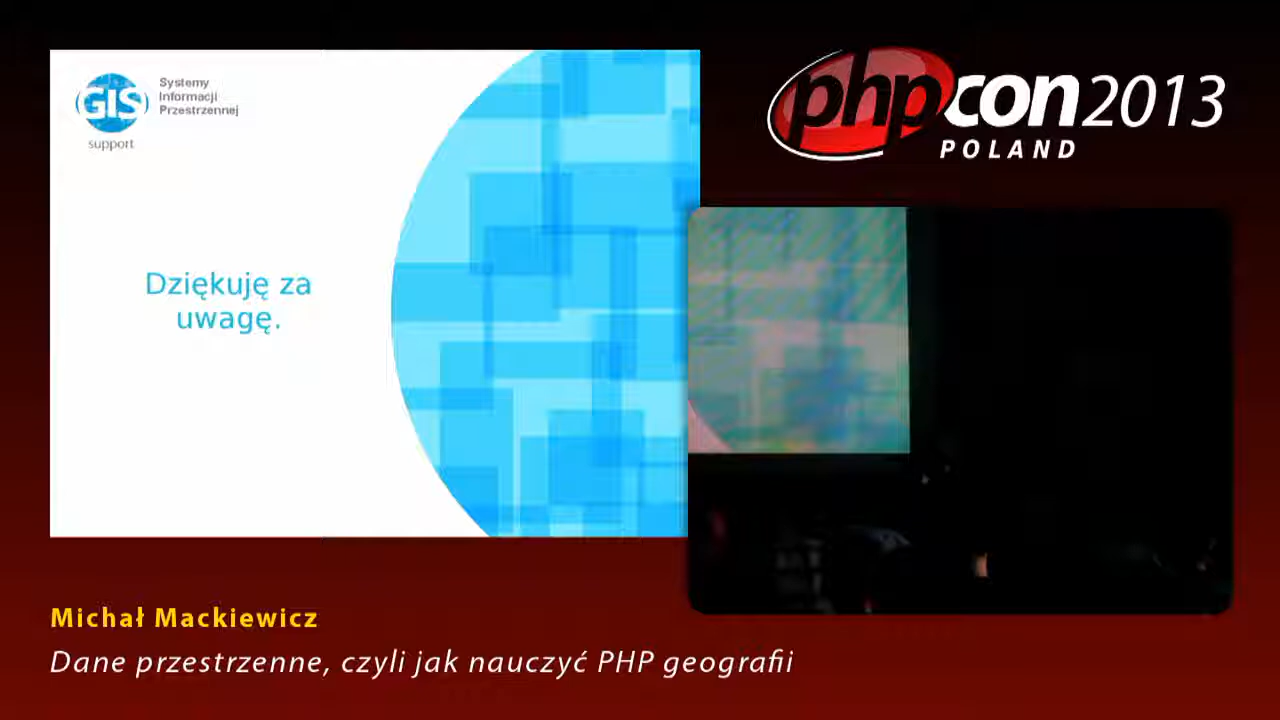 GIS
Systemy
Informacji
Przestrzennej
support
Dziękuję za
uwagę.
phpcon2013
POLAND
Michał Mackiewicz
Dane przestrzenne, czyli jak nauczyć PHP geografii